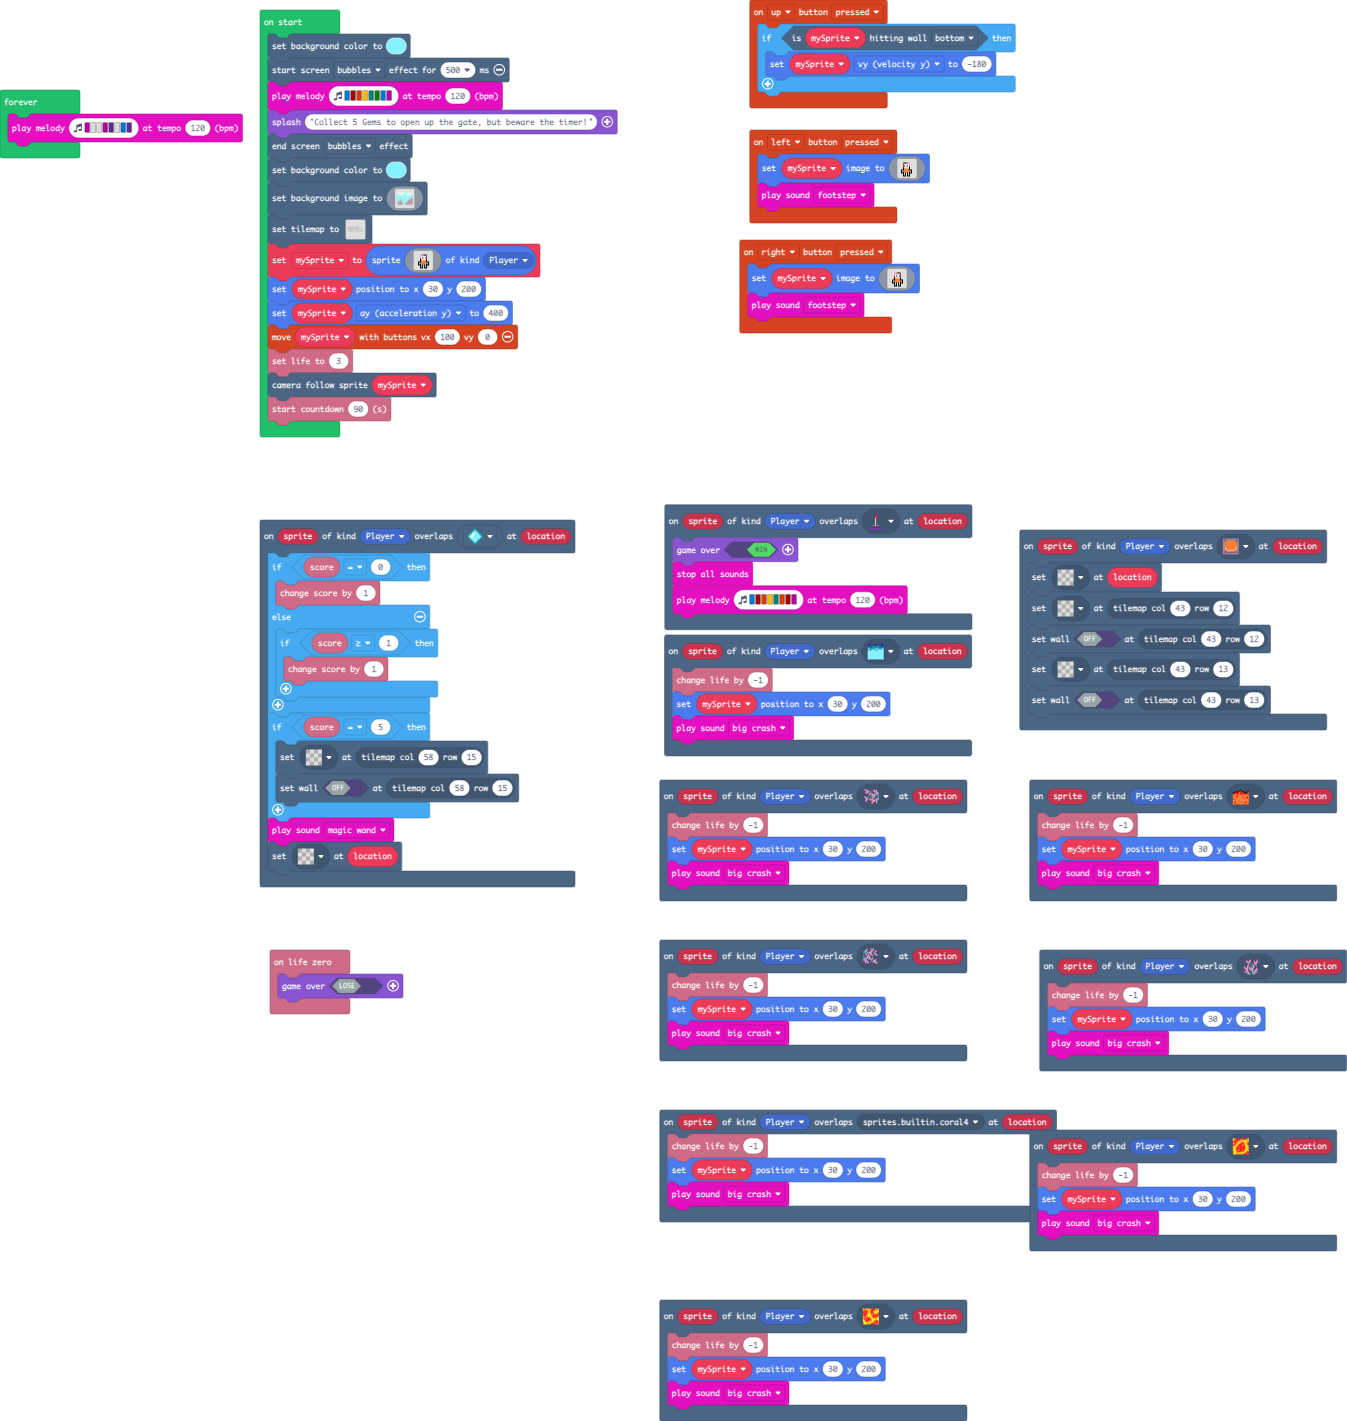 forever
play melody at tempo 120 (bpm)
on start
set background color to
start screen bubbles effect for 500 ms
play melody at tempo 120 (bpm)
splash "Collect 5 Gems to open up the gate, but beware the timer!"
end screen bubbles effect
set background color to
set background image to
set tilemap to
set mySprite to sprite of kind Player
set mySprite position to x 30 y 200
set mySprite ay (acceleration y) to 400
move mySprite with buttons vx 100 vy 0
set life to 3
camera follow sprite mySprite
start countdown 90 (s)
on up button pressed
if is mySprite hitting wall bottom then
set mySprite vy (velocity y) to -180
on left button pressed
set mySprite image to
play sound footstep
on right button pressed
set mySprite image to
play sound footstep
on sprite of kind Player overlaps at location
if score = 0 then
change score by 1
else
if score ≥ 1 then
change score by 1
if score = 5 then
set at tilemap col 58 row 15
set wall OFF at tilemap col 58 row 15
play sound magic wand
set at location
on life zero
game over LOSE
on sprite of kind Player overlaps at location
game over WIN
stop all sounds
play melody at tempo 120 (bpm)
on sprite of kind Player overlaps at location
change life by -1
set mySprite position to x 30 y 200
play sound big crash
on sprite of kind Player overlaps at location
set at location
set at tilemap col 43 row 12
set wall OFF at tilemap col 43 row 12
set at tilemap col 43 row 13
set wall OFF at tilemap col 43 row 13
on sprite of kind Player overlaps at location
change life by -1
set mySprite position to x 30 y 200
play sound big crash
on sprite of kind Player overlaps at location
change life by -1
set mySprite position to x 30 y 200
play sound big crash
on sprite of kind Player overlaps at location
change life by -1
set mySprite position to x 30 y 200
play sound big crash
on sprite of kind Player overlaps at location
change life by -1
set mySprite position to x 30 y 200
play sound big crash
on sprite of kind Player overlaps sprites.builtin.coral4 at location
change life by -1
set mySprite position to x 30 y 200
play sound big crash
on sprite of kind Player overlaps at location
change life by -1
set mySprite position to x 30 y 200
play sound big crash
on sprite of kind Player overlaps at location
change life by -1
set mySprite position to x 30 y 200
play sound big crash